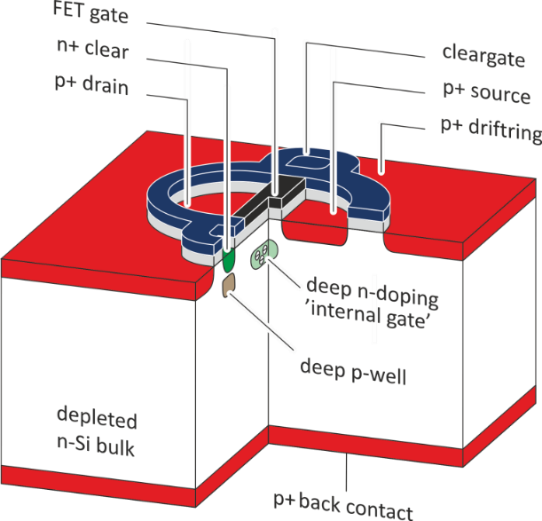 FET gate
n+ clear
p+ drain
cleargate
p+ source
p+ driftring
deep n-doping
'internal gate'
deep p-well
depleted
n-Si bulk
p+ back contact